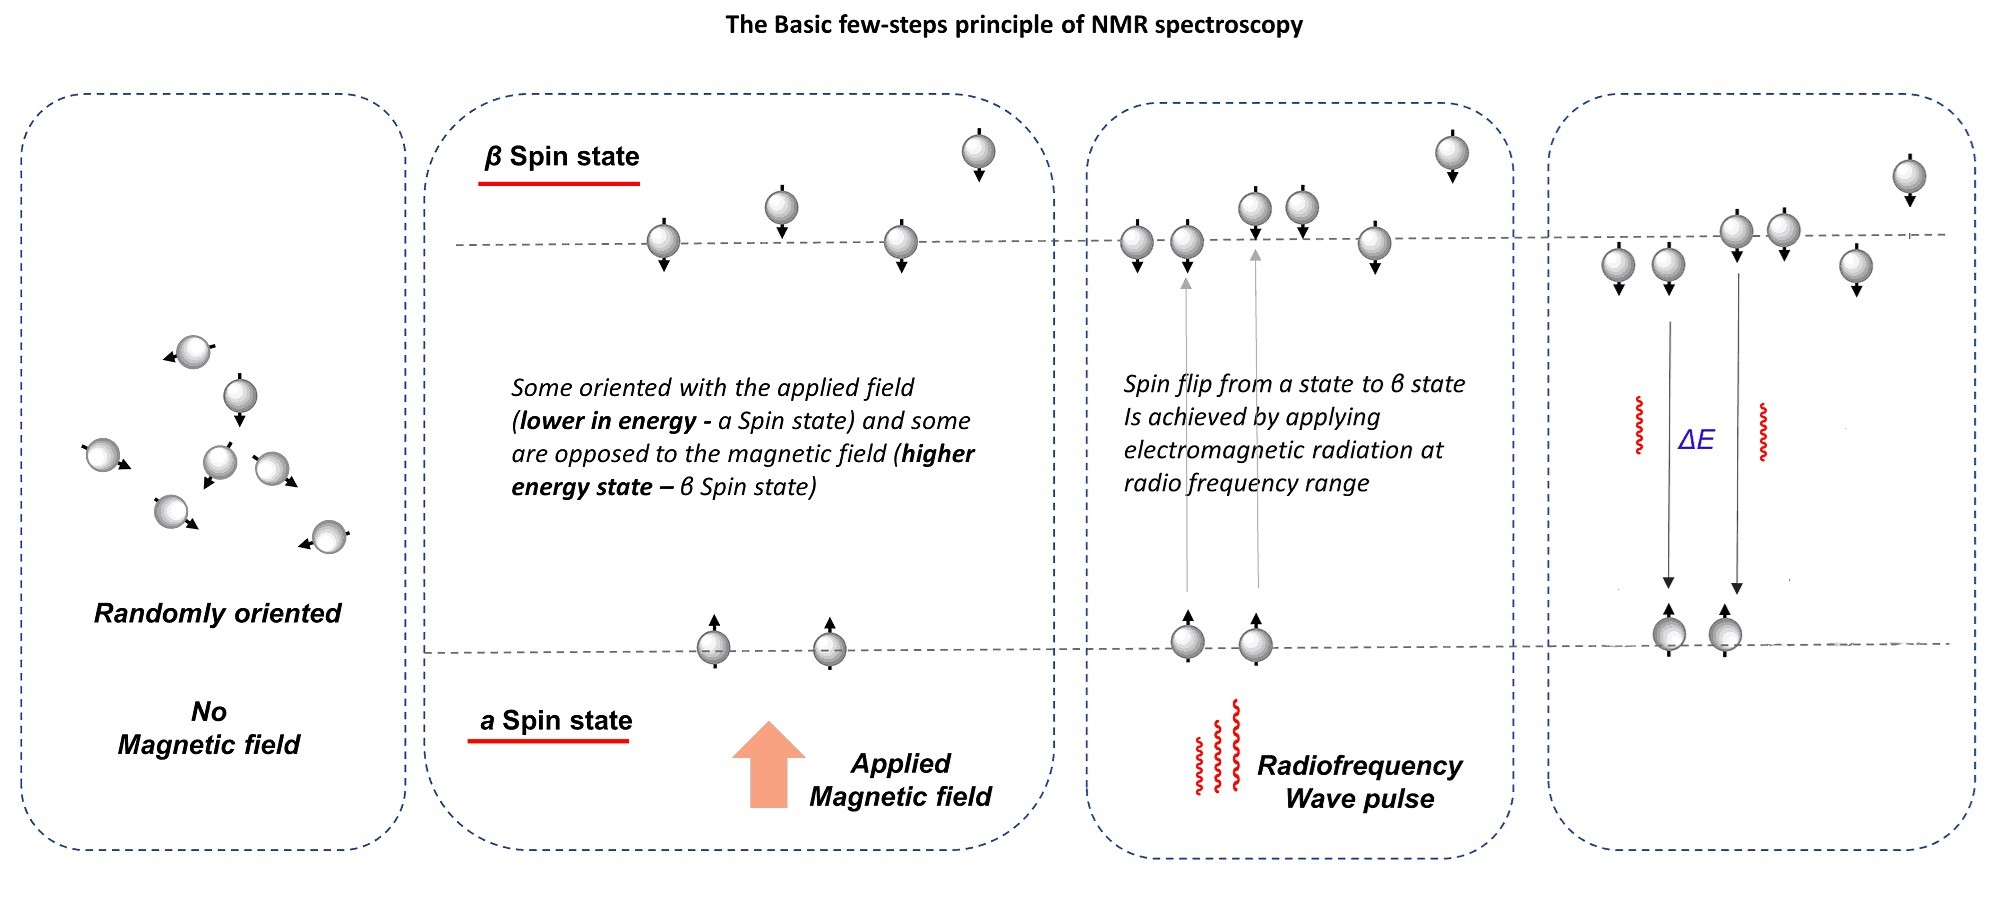 The Basic few-steps principle of NMR spectroscopy
Randomly oriented
No
Magnetic field
β Spin state
Some oriented with the applied field
(lower in energy - a Spin state) and some
are opposed to the magnetic field (higher
energy state – β Spin state)
a Spin state
Applied
Magnetic field
Spin flip from a state to β state
Is achieved by applying
electromagnetic radiation at
radio frequency range
Radiofrequency
Wave pulse
ΔE